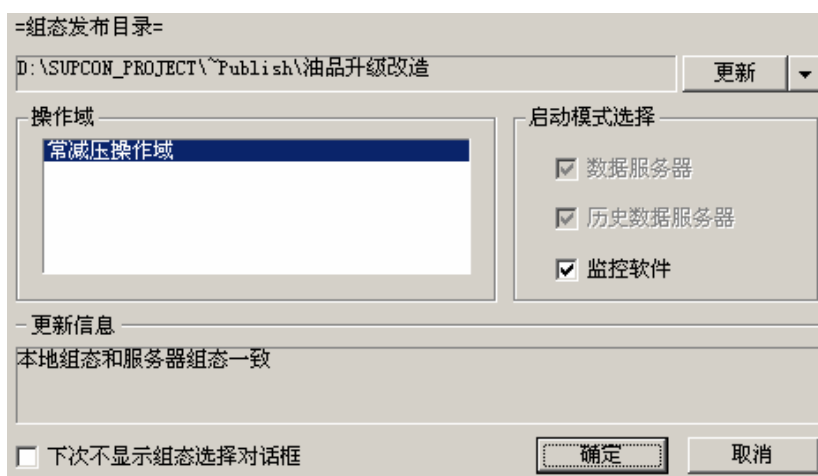 =组态发布目录=
D:\SUPCON_PROJECT\~Publish\油品升级改造
更新
操作域
启动模式选择
常减压操作域
数据服务器
历史数据服务器
监控软件
更新信息
本地组态和服务器组态一致
下次不显示组态选择对话框
确定
取消